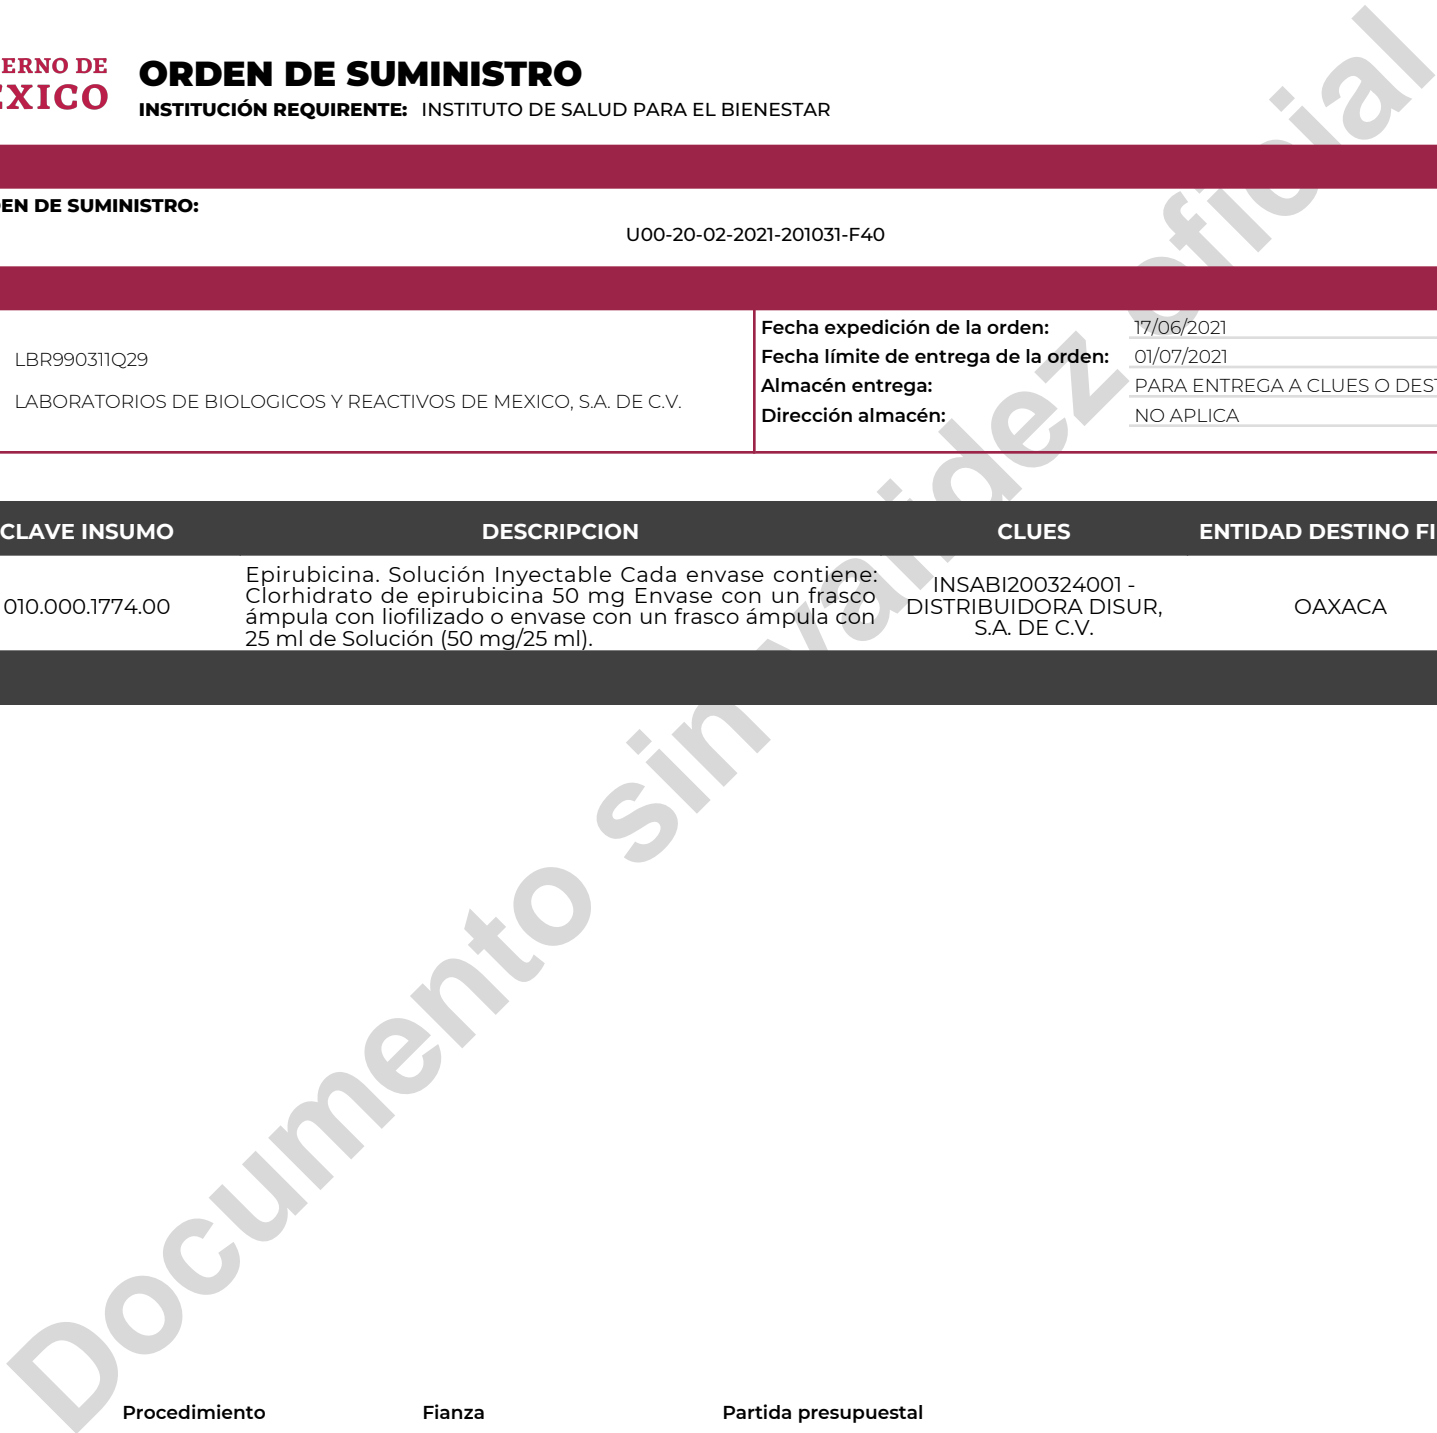 ERNO DE
EXICO
ORDEN DE SUMINISTRO
INSTITUCIÓN REQUIRENTE: INSTITUTO DE SALUD PARA EL BIENESTAR
EN DE SUMINISTRO:
U00-20-02-2021-201031-F40
LBR990311Q29
LABORATORIOS DE BIOLOGICOS Y REACTIVOS DE MEXICO, S.A. DE C.V.
Fecha expedición de la orden: 17/06/2021
Fecha límite de entrega de la orden: 01/07/2021
Almacén entrega: PARA ENTREGA A CLUES O DEST
Dirección almacén: NO APLICA
CLAVE INSUMO DESCRIPCION CLUES ENTIDAD DESTINO FI
010.000.1774.00
Epirubicina. Solución Inyectable Cada envase contiene:
Clorhidrato de epirubicina 50 mg Envase con un frasco
ámpula con liofilizado o envase con un frasco ámpula con
25 ml de Solución (50 mg/25 ml).
INSABI200324001 -
DISTRIBUIDORA DISUR,
S.A. DE C.V.
OAXACA
Documento sin validez oficial
Procedimiento Fianza Partida presupuestal